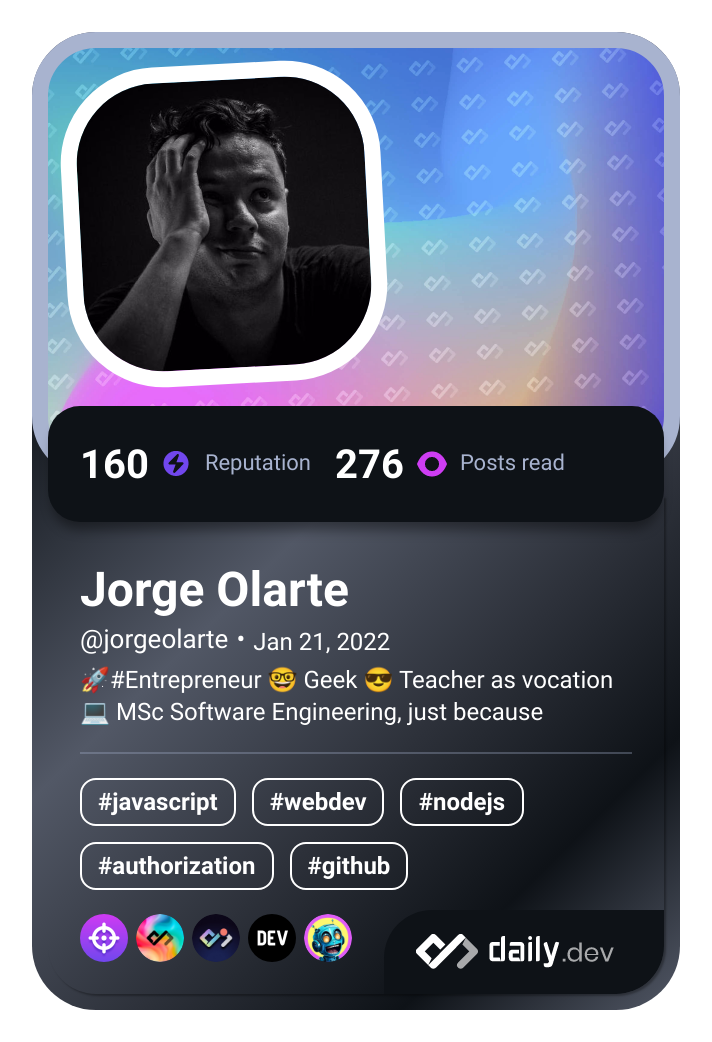 160 Reputation 276 Posts read
Jorge Olarte
@jorgeolarte • Jan 21, 2022
🚀#Entrepreneur 🤓 Geek 😎 Teacher as vocation
💻 MSc Software Engineering, just because
#javascript #webdev #nodejs
#authorization #github
DEV
daily.dev